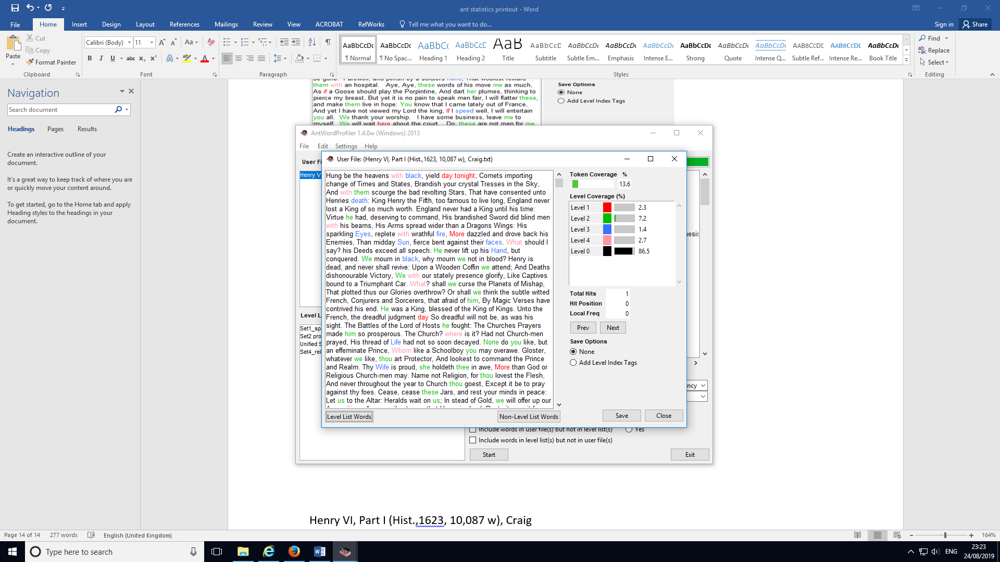 ant statistics printout - Word
File Home Insert Design Layout References Mailings Review View ACROBAT RefWorks Tell me what you want to do... Sign in Share
Paste
Cut
Copy
Format Painter
Calibri (Body) 11
AaBbCcDc AaBbCcDc AaBbCc AaBbCcD AaB AaBbCcD AaBbCcDc AaBbCcDc AaBbCcDc AaBbCcDc AaBbCcDc AaBbCcDc AABBCCDC AABBCCDC AaBbCcDc
¶ Normal ¶ No Spac... Heading 1 Heading 2 Title Subtitle Subtle Em... Emphasis Intense E... Strong Quote Intense Q... Subtle Ref... Intense Re... Book Title
Find
Replace
Select
Clipboard Font Paragraph Styles Editing
Navigation
Search document
Headings Pages Results
Create an interactive outline of your
document.
It's a great way to keep track of where you are
or quickly move your content around.
To get started, go to the Home tab and apply
Heading styles to the headings in your
document.
them with an hospital. Aye, Aye, these words of his move me as much,
As if a Goose should play the Porpintine, And dart her plumes, thinking to
pierce my breast, But yet it is no pain to speak men fair, I will flatter these,
and make them live in hope: You know that I came lately out of France,
And yet I have not viewed my Lord the king, If I speed well, I will entertain
you all. We thank your worship. I have some business, leave me to
myself. We will wait here about the court. Do: these are not men for me.
Save Options
None
Add Level Index Tags
AntWordProfiler 1.4.0w (Windows) 2013
File Edit Settings Help
User Fi
Henry V
Level L
Set1_sp
Set2 pro
Unified S
Set4_rel
User File: (Henry VI, Part I (Hist.,1623, 10,087 w), Craig.txt)
Hung be the heavens with black, yield day tonight; Comets importing
change of Times and States, Brandish your crystal Tresses in the Sky,
And with them scourge the bad revolting Stars, That have consented unto
Henries death: King Henry the Fifth, too famous to live long, England never
lost a King of so much worth. England never had a King until his time:
Virtue he had, deserving to command, His brandished Sword did blind men
with his beams, His Arms spread wider than a Dragons Wings: His
sparkling Eyes, replete with wrathful fire, More dazzled and drove back his
Enemies, Than midday Sun, fierce bent against their faces. What should I
say? his Deeds exceed all speech: He never lift up his Hand, but
conquered. We mourn in black, why mourn we not in blood? Henry is
dead, and never shall revive: Upon a Wooden Coffin we attend; And Deaths
dishonourable Victory, We with our stately presence glorify, Like Captives
bound to a Triumphant Car. What? shall we curse the Planets of Mishap,
That plotted thus our Glories overthrow? Or shall we think the subtle witted
French, Conjurers and Sorcerers, that afraid of him, By Magic Verses have
contrived his end. He was a King, blessed of the King of Kings. Unto the
French, the dreadful judgment day So dreadful will not be, as was his
sight. The Battles of the Lord of Hosts he fought: The Churches Prayers
made him so prosperous. The Church? where is it? Had not Church-men
prayed, His thread of Life had not so soon decayed. None do you like, but
an effeminate Prince, Whom like a Schoolboy you may overawe. Gloster,
whatever we like, thou art Protector, And lookest to command the Prince
and Realm. Thy Wife is proud, she holdeth thee in awe, More than God or
Religious Church-men may. Name not Religion, for thou lovest the Flesh,
And never throughout the year to Church thou goest, Except it be to pray
against thy foes. Cease, cease these Jars, and rest your minds in peace:
Let us to the Altar: Heralds wait on us; In stead of Gold, we will offer up our
Token Coverage %
13.6
Level Coverage (%)
Level 1 2.3
Level 2 7.2
Level 3 1.4
Level 4 2.7
Level 0 86.5
Total Hits 1
Hit Position 0
Local Freq 0
Prev Next
Save Options
None
Add Level Index Tags
Level List Words Non-Level List Words Save Close
nesis
ncy
Include words in user file(s) but not in level list(s) Yes
Include words in level list(s) but not in user file(s)
Start Exit
Henry VI, Part I (Hist.,1623, 10,087 w), Craig
Page 14 of 14 277 words English (United Kingdom) 164%
Type here to search
ENG
23:23
24/08/2019